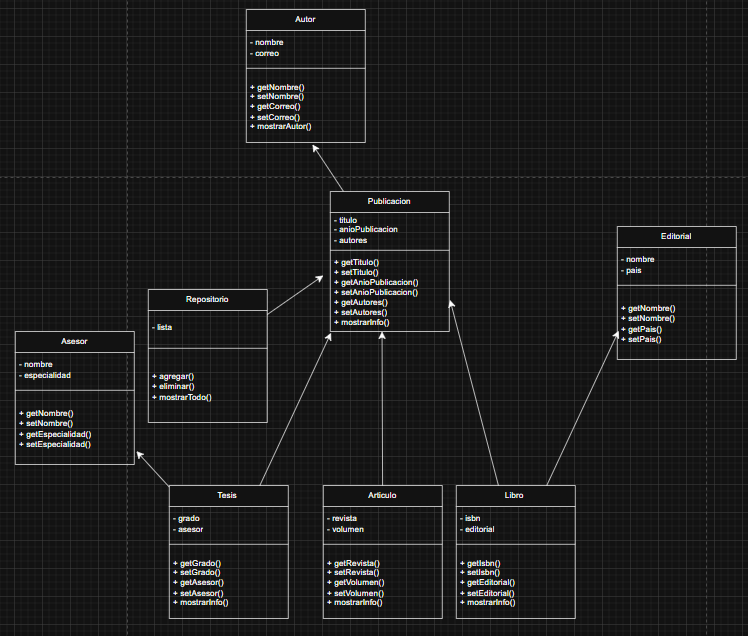 Autor
- nombre
- correo
+ getNombre()
+ setNombre()
+ getCorreo()
+ setCorreo()
+ mostrarAutor()
Publicacion
- titulo
- anioPublicacion
- autores
+ getTitulo()
+ setTitulo()
+ getAnioPublicacion()
+ setAnioPublicacion()
+ getAutores()
+ setAutores()
+ mostrarInfo()
Editorial
- nombre
- pais
+ getNombre()
+ setNombre()
+ getPais()
+ setPais()
Repositorio
- lista
+ agregar()
+ eliminar()
+ mostrarTodo()
Asesor
- nombre
- especialidad
+ getNombre()
+ setNombre()
+ getEspecialidad()
+ setEspecialidad()
Tesis
- grado
- asesor
+ getGrado()
+ setGrado()
+ getAsesor()
+ setAsesor()
+ mostrarInfo()
Articulo
- revista
- volumen
+ getRevista()
+ setRevista()
+ getVolumen()
+ setVolumen()
+ mostrarInfo()
Libro
- isbn
- editorial
+ getIsbn()
+ setIsbn()
+ getEditorial()
+ setEditorial()
+ mostrarInfo()